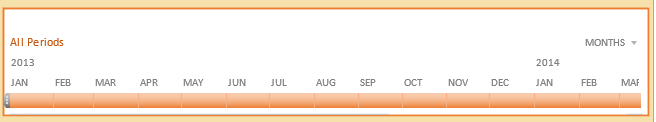 All Periods MONTHS
2013 2014
JAN FEB MAR APR MAY JUN JUL AUG SEP OCT NOV DEC JAN FEB MAR